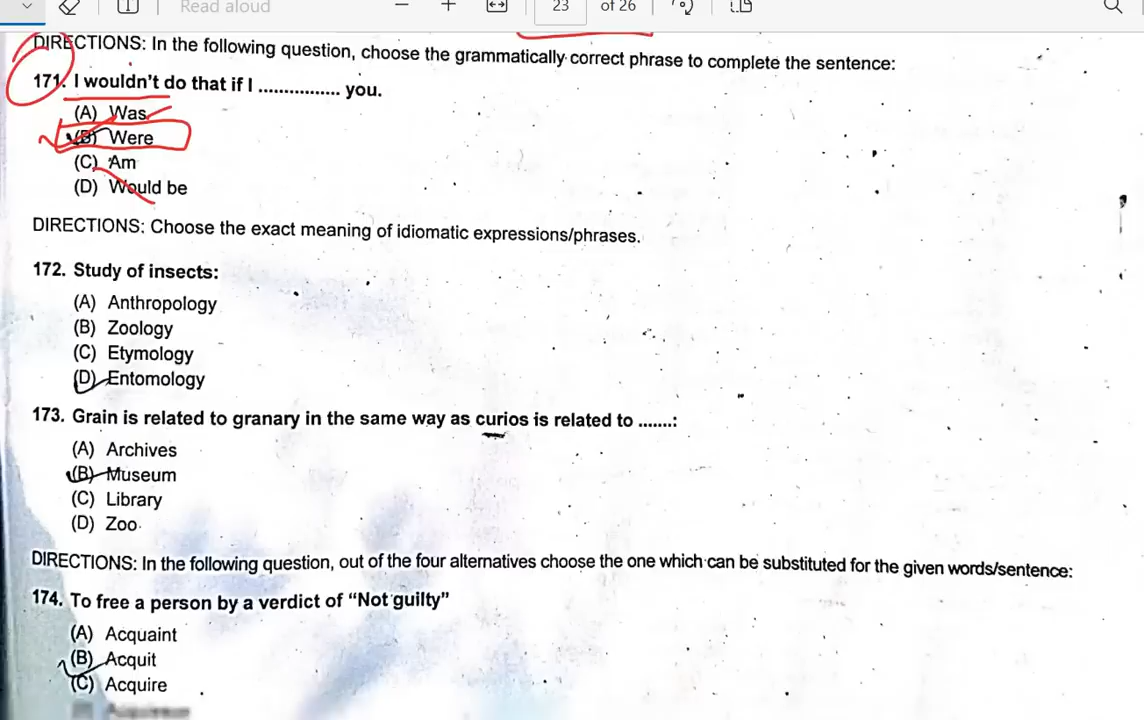 Read aloud
23 of 26
DIRECTIONS: In the following question, choose the grammatically correct phrase to complete the sentence:
171. I wouldn't do that if I ................ you.
(A) Was
(B) Were
(C) Am
(D) Would be
DIRECTIONS: Choose the exact meaning of idiomatic expressions/phrases.
172. Study of insects:
(A) Anthropology
(B) Zoology
(C) Etymology
(D) Entomology
173. Grain is related to granary in the same way as curios is related to .......:
(A) Archives
(B) Museum
(C) Library
(D) Zoo
DIRECTIONS: In the following question, out of the four alternatives choose the one which can be substituted for the given words/sentence:
174. To free a person by a verdict of "Not guilty"
(A) Acquaint
(B) Acquit
(C) Acquire